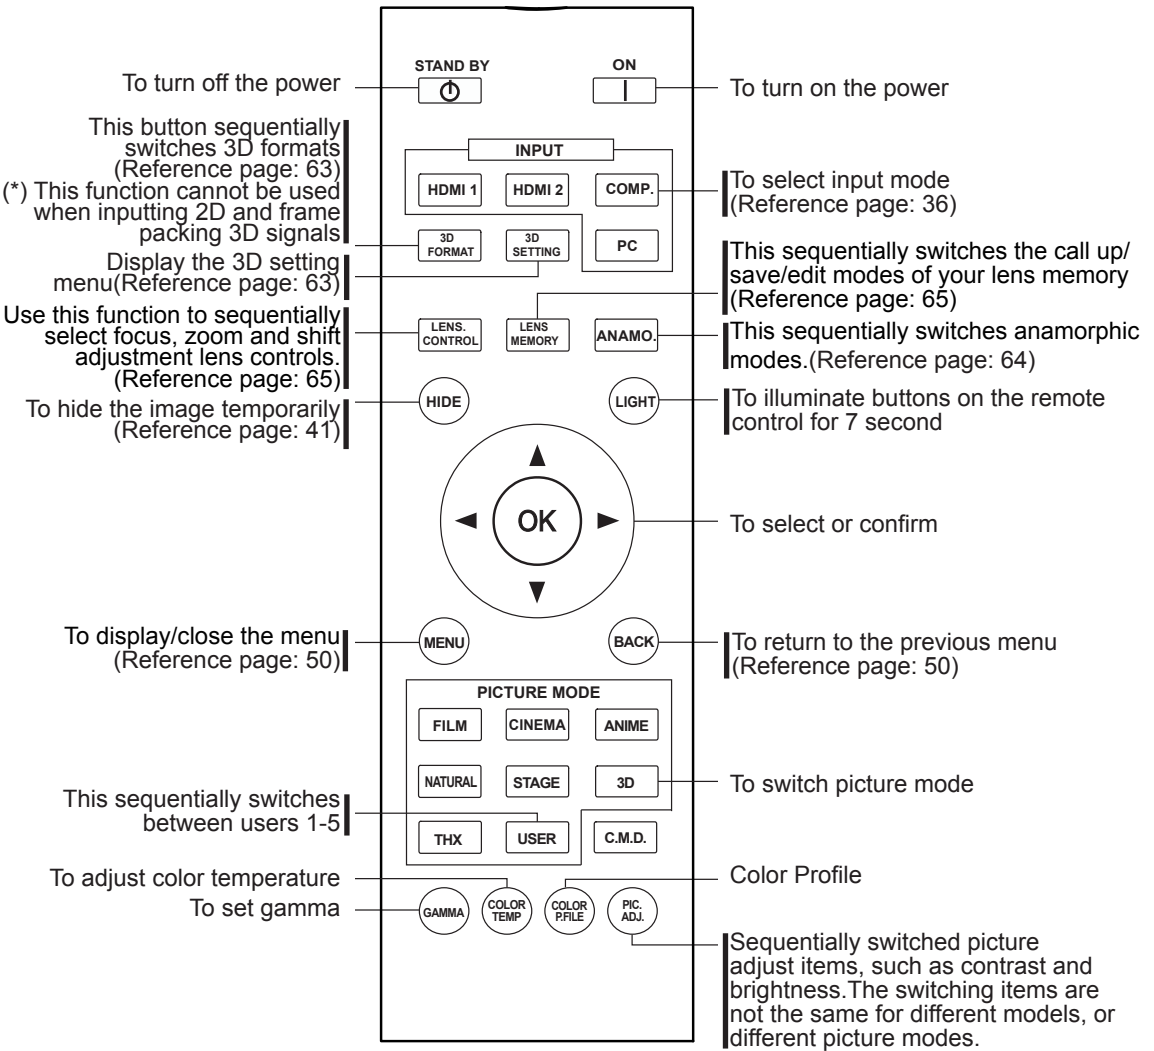 STAND BY
ON
To turn off the power
To turn on the power
This button sequentially
switches 3D formats
(Reference page: 63)
(*) This function cannot be used
when inputting 2D and frame
packing 3D signals
INPUT
HDMI 1
HDMI 2
COMP.
To select input mode
(Reference page: 36)
3D
FORMAT
3D
SETTING
PC
Display the 3D setting
menu(Reference page: 63)
This sequentially switches the call up/
save/edit modes of your lens memory
(Reference page: 65)
Use this function to sequentially
select focus, zoom and shift
adjustment lens controls.
(Reference page: 65)
LENS.
CONTROL
LENS
MEMORY
ANAMO.
This sequentially switches anamorphic
modes.(Reference page: 64)
To hide the image temporarily
(Reference page: 41)
HIDE
LIGHT
To illuminate buttons on the remote
control for 7 second
OK
To select or confirm
To display/close the menu
(Reference page: 50)
MENU
BACK
To return to the previous menu
(Reference page: 50)
PICTURE MODE
FILM
CINEMA
ANIME
NATURAL
STAGE
3D
To switch picture mode
This sequentially switches
between users 1-5
THX
USER
C.M.D.
To adjust color temperature
To set gamma
GAMMA
COLOR
TEMP
COLOR
P.FILE
PIC.
ADJ.
Color Profile
Sequentially switched picture
adjust items, such as contrast and
brightness.The switching items are
not the same for different models, or
different picture modes.